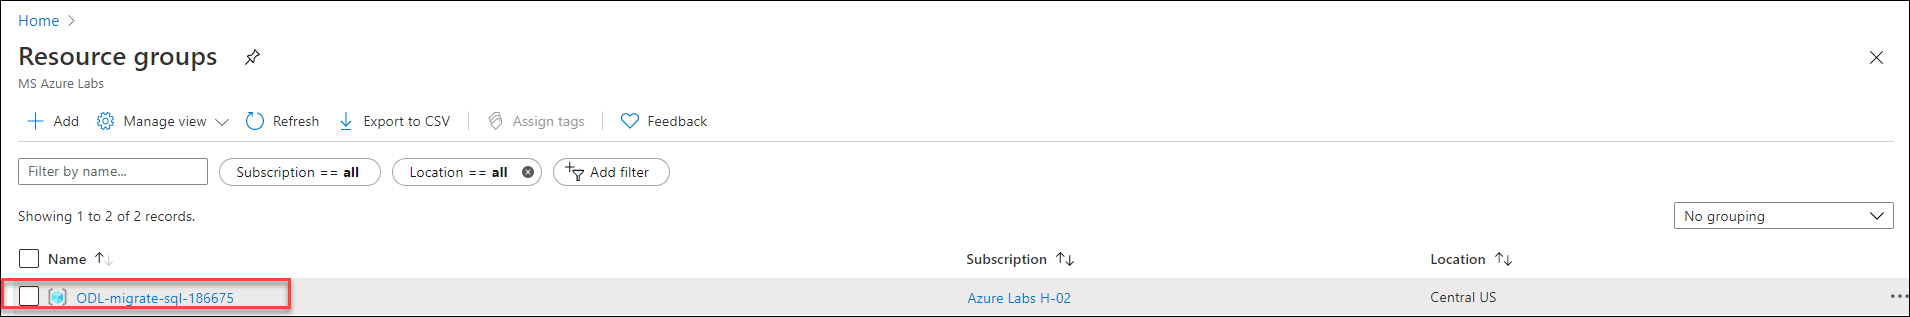 Home
Resource groups
MS Azure Labs
Add Manage view Refresh Export to CSV Assign tags Feedback
Filter by name... Subscription == all Location == all Add filter
Showing 1 to 2 of 2 records. No grouping
Name Subscription Location
ODL-migrate-sql-186675 Azure Labs H-02 Central US